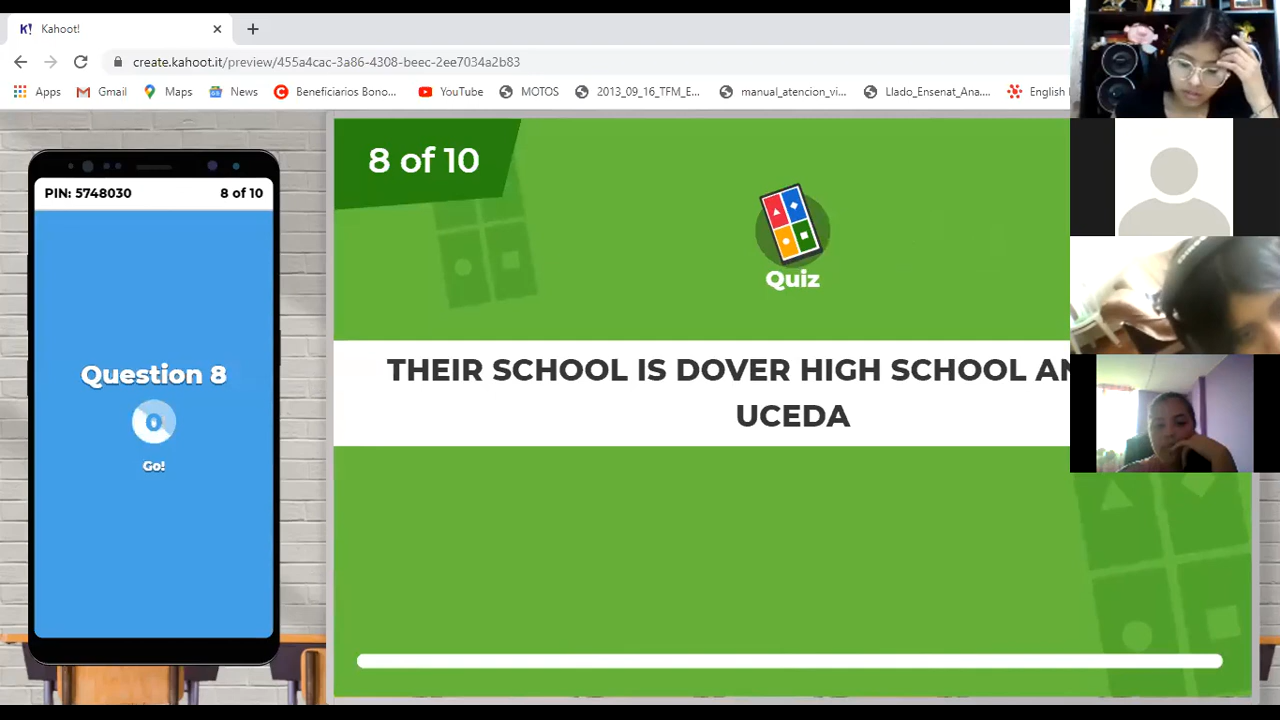 K! Kahoot!
create.kahoot.it/preview/455a4cac-3a86-4308-beec-2ee7034a2b83
Apps Gmail Maps News Beneficiarios Bono... YouTube MOTOS 2013_09_16_TFM_E... manual_atencion_vi... Llado_Ensenat_Ana.... English
PIN: 5748030 8 of 10
Question 8
0
Go!
8 of 10
Quiz
THEIR SCHOOL IS DOVER HIGH SCHOOL
UCEDA